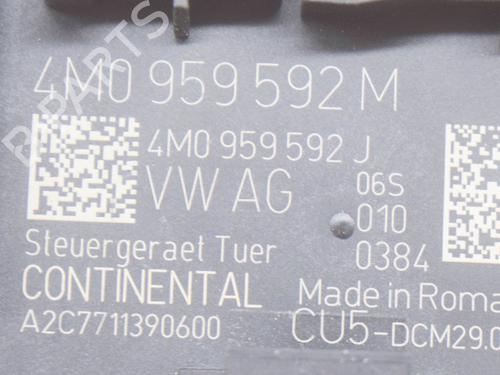 4M0 959 592 M
4M0 959 592 J
VW AG
06S
010
0384
Steuergeraet Tuer
CONTINENTAL
Made in Roma
A2C7711390600
CU5-DCM29.0